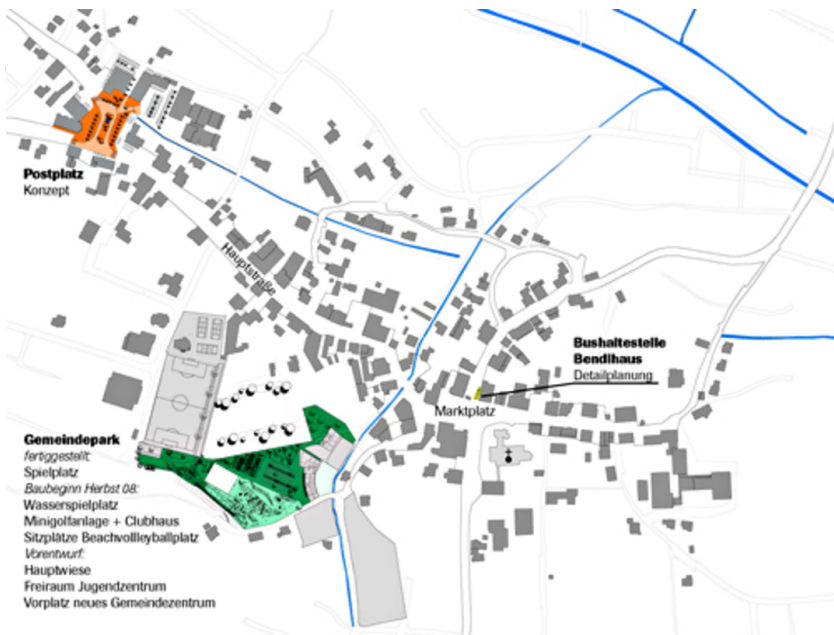 Postplatz
Konzept
Hauptstraße
Bushaltestelle
Bendlhaus
Detailplanung
Marktplatz
Gemeindepark
fertiggestellt:
Spielplatz
Baubeginn Herbst 08:
Wasserspielplatz
Minigolfanlage + Clubhaus
Sitzplätze Beachvollleyballplatz
Vorentwurf:
Hauptwiese
Freiraum Jugendzentrum
Vorplatz neues Gemeindezentrum